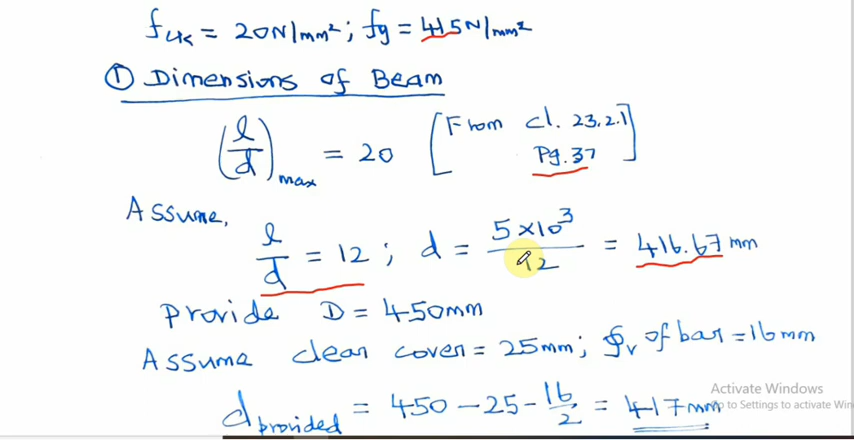 fck = 20N/mm²; fy = 415N/mm²
① Dimensions of Beam
(l/d)max = 20 [From cl. 23.2.1
Pg.37]
Assume,
l/d = 12; d = 5×10³/12 = 416.67 mm
Provide D = 450mm
Assume clear cover = 25mm; φr of bar = 16mm
dprovided = 450 - 25 - 16/2 = 417mm
Activate Windows
to Settings to activate Win